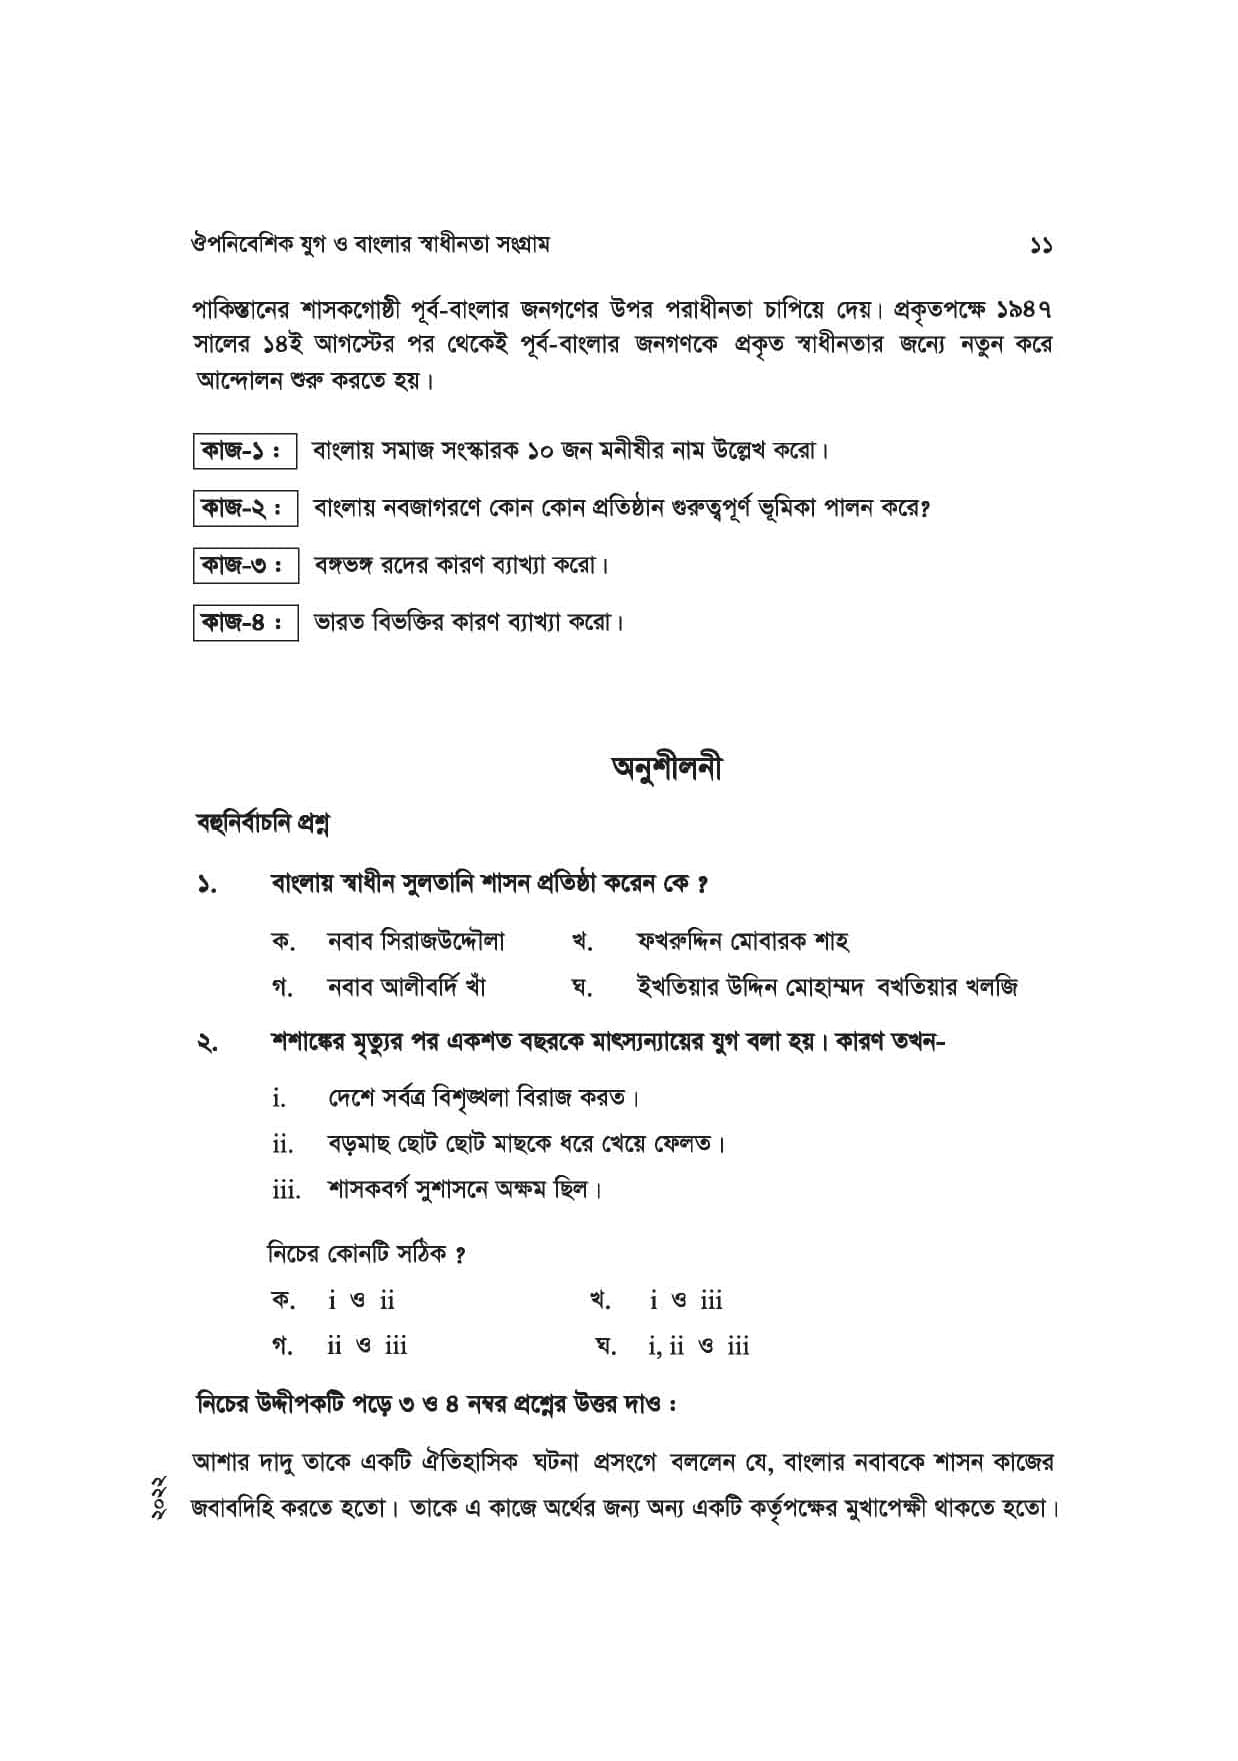 ঔপনিবেশিক যুগ ও বাংলার স্বাধীনতা সংগ্রাম ১১
পাকিস্তানের শাসকগোষ্ঠী পূর্ব-বাংলার জনগণের উপর পরাধীনতা চাপিয়ে দেয়। প্রকৃতপক্ষে ১৯৪৭
সালের ১৪ই আগস্টের পর থেকেই পূর্ব-বাংলার জনগণকে প্রকৃত স্বাধীনতার জন্যে নতুন করে
আন্দোলন শুরু করতে হয়।
কাজ-১ : বাংলায় সমাজ সংস্কারক ১০ জন মনীষীর নাম উল্লেখ করো।
কাজ-২ : বাংলায় নবজাগরণে কোন কোন প্রতিষ্ঠান গুরুত্বপূর্ণ ভূমিকা পালন করে?
কাজ-৩ : বঙ্গভঙ্গ রদের কারণ ব্যাখ্যা করো।
কাজ-৪ : ভারত বিভক্তির কারণ ব্যাখ্যা করো।
অনুশীলনী
বহুনির্বাচনি প্রশ্ন
১. বাংলায় স্বাধীন সুলতানি শাসন প্রতিষ্ঠা করেন কে ?
ক. নবাব সিরাজউদ্দৌলা খ. ফখরুদ্দিন মোবারক শাহ
গ. নবাব আলীবর্দি খাঁ ঘ. ইখতিয়ার উদ্দিন মোহাম্মদ বখতিয়ার খলজি
২. শশাঙ্কের মৃত্যুর পর একশত বছরকে মাৎস্যন্যায়ের যুগ বলা হয়। কারণ তখন-
i. দেশে সর্বত্র বিশৃঙ্খলা বিরাজ করত।
ii. বড়মাছ ছোট ছোট মাছকে ধরে খেয়ে ফেলত।
iii. শাসকবর্গ সুশাসনে অক্ষম ছিল।
নিচের কোনটি সঠিক ?
ক. i ও ii খ. i ও iii
গ. ii ও iii ঘ. i, ii ও iii
নিচের উদ্দীপকটি পড়ে ৩ ও ৪ নম্বর প্রশ্নের উত্তর দাও :
আশার দাদু তাকে একটি ঐতিহাসিক ঘটনা প্রসংগে বললেন যে, বাংলার নবাবকে শাসন কাজের
জবাবদিহি করতে হতো। তাকে এ কাজে অর্থের জন্য অন্য একটি কর্তৃপক্ষের মুখাপেক্ষী থাকতে হতো।
২০২২